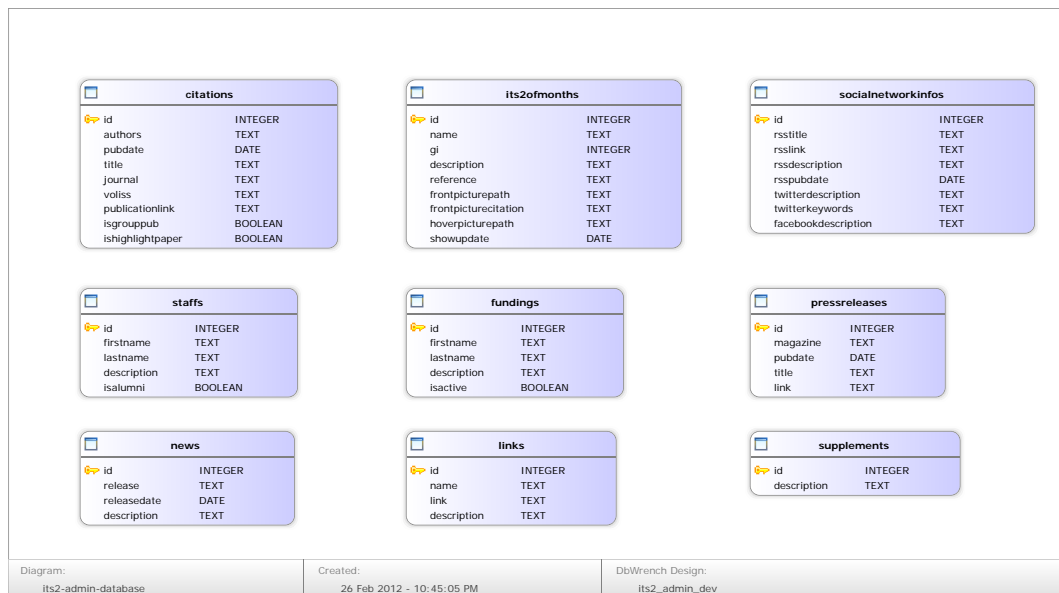 citations
id INTEGER
authors TEXT
pubdate DATE
title TEXT
journal TEXT
voliss TEXT
publicationlink TEXT
isgrouppub BOOLEAN
ishighlightpaper BOOLEAN
its2ofmonths
id INTEGER
name TEXT
gi INTEGER
description TEXT
reference TEXT
frontpicturepath TEXT
frontpicturecitation TEXT
hoverpicturepath TEXT
showupdate DATE
socialnetworkinfos
id INTEGER
rsstitle TEXT
rsslink TEXT
rssdescription TEXT
rsspubdate DATE
twitterdescription TEXT
twitterkeywords TEXT
facebookdescription TEXT
staffs
id INTEGER
firstname TEXT
lastname TEXT
description TEXT
isalumni BOOLEAN
fundings
id INTEGER
firstname TEXT
lastname TEXT
description TEXT
isactive BOOLEAN
pressreleases
id INTEGER
magazine TEXT
pubdate DATE
title TEXT
link TEXT
news
id INTEGER
release TEXT
releasedate DATE
description TEXT
links
id INTEGER
name TEXT
link TEXT
description TEXT
supplements
id INTEGER
description TEXT
Diagram:
its2-admin-database
Created:
26 Feb 2012 - 10:45:05 PM
DbWrench Design:
its2_admin_dev